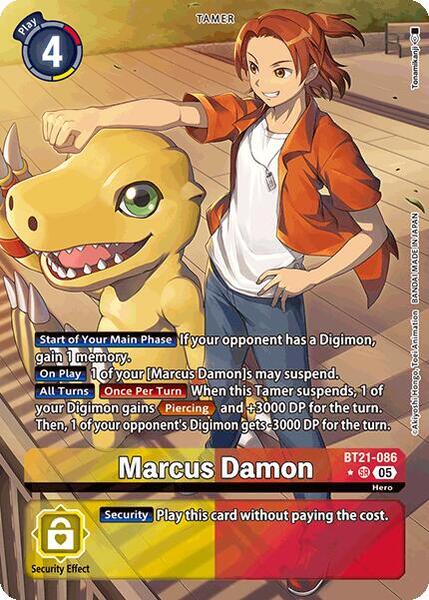 TAMER
Play
4
Start of Your Main Phase If your opponent has a Digimon,
gain 1 memory.
On Play 1 of your [Marcus Damon]s may suspend.
All Turns Once Per Turn When this Tamer suspends, 1 of
your Digimon gains Piercing and +3000 DP for the turn.
Then, 1 of your opponent's Digimon gets -3000 DP for the turn.
Marcus Damon
BT21-086
SR 05
Hero
Security Play this card without paying the cost.
Security Effect
Tonamikanji
©Akiyoshi Hongo, Toei Animation BANDAI MADE IN JAPAN